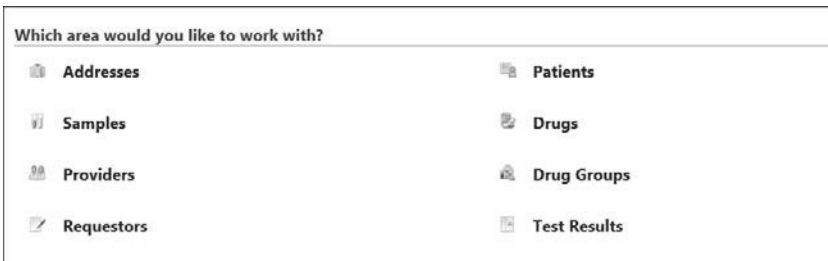 Which area would you like to work with?
Addresses
Patients
Samples
Drugs
Providers
Drug Groups
Requestors
Test Results